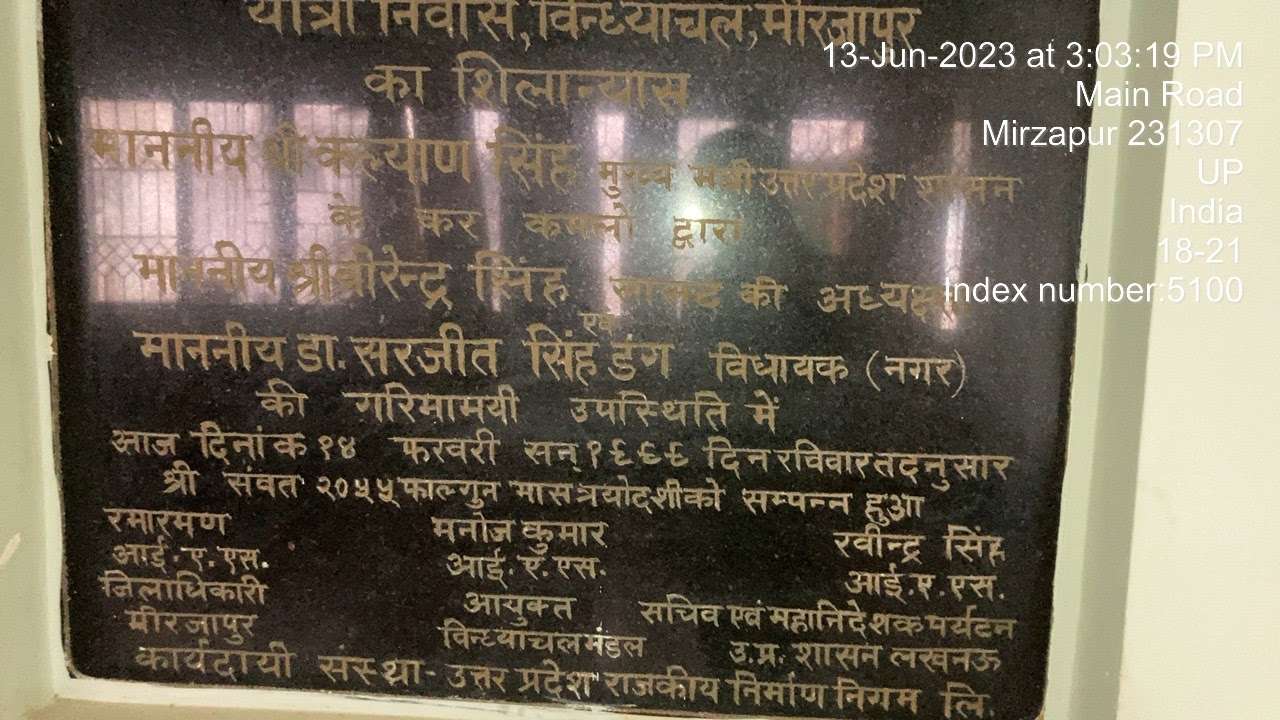 यात्री निवास, विन्ध्याचल, मीरजापुर
का शिलान्यास
माननीय श्री कल्याण सिंह मुख्य मंत्री उत्तर प्रदेश शासन
के कर कमलों द्वारा
माननीय श्री वीरेन्द्र सिंह सांसद की अध्यक्षता
एवं
माननीय डा. सरजीत सिंह डंग विधायक (नगर)
की गरिमामयी उपस्थिति में
आज दिनांक १४ फरवरी सन् १९९९ दिन रविवार तदनुसार
श्री संवत २०५५ फाल्गुन मास त्रयोदशी को सम्पन्न हुआ
रमारमण
आई.ए.एस.
जिलाधिकारी
मीरजापुर
मनोज कुमार
आई.ए.एस.
आयुक्त
विन्ध्याचल मंडल
रवीन्द्र सिंह
आई.ए.एस.
सचिव एवं महानिदेशक पर्यटन
उ.प्र. शासन लखनऊ
कार्यदायी संस्था- उत्तर प्रदेश राजकीय निर्माण निगम लि.
13-Jun-2023 at 3:03:19 PM
Main Road
Mirzapur 231307
UP
India
18-21
Index number:5100